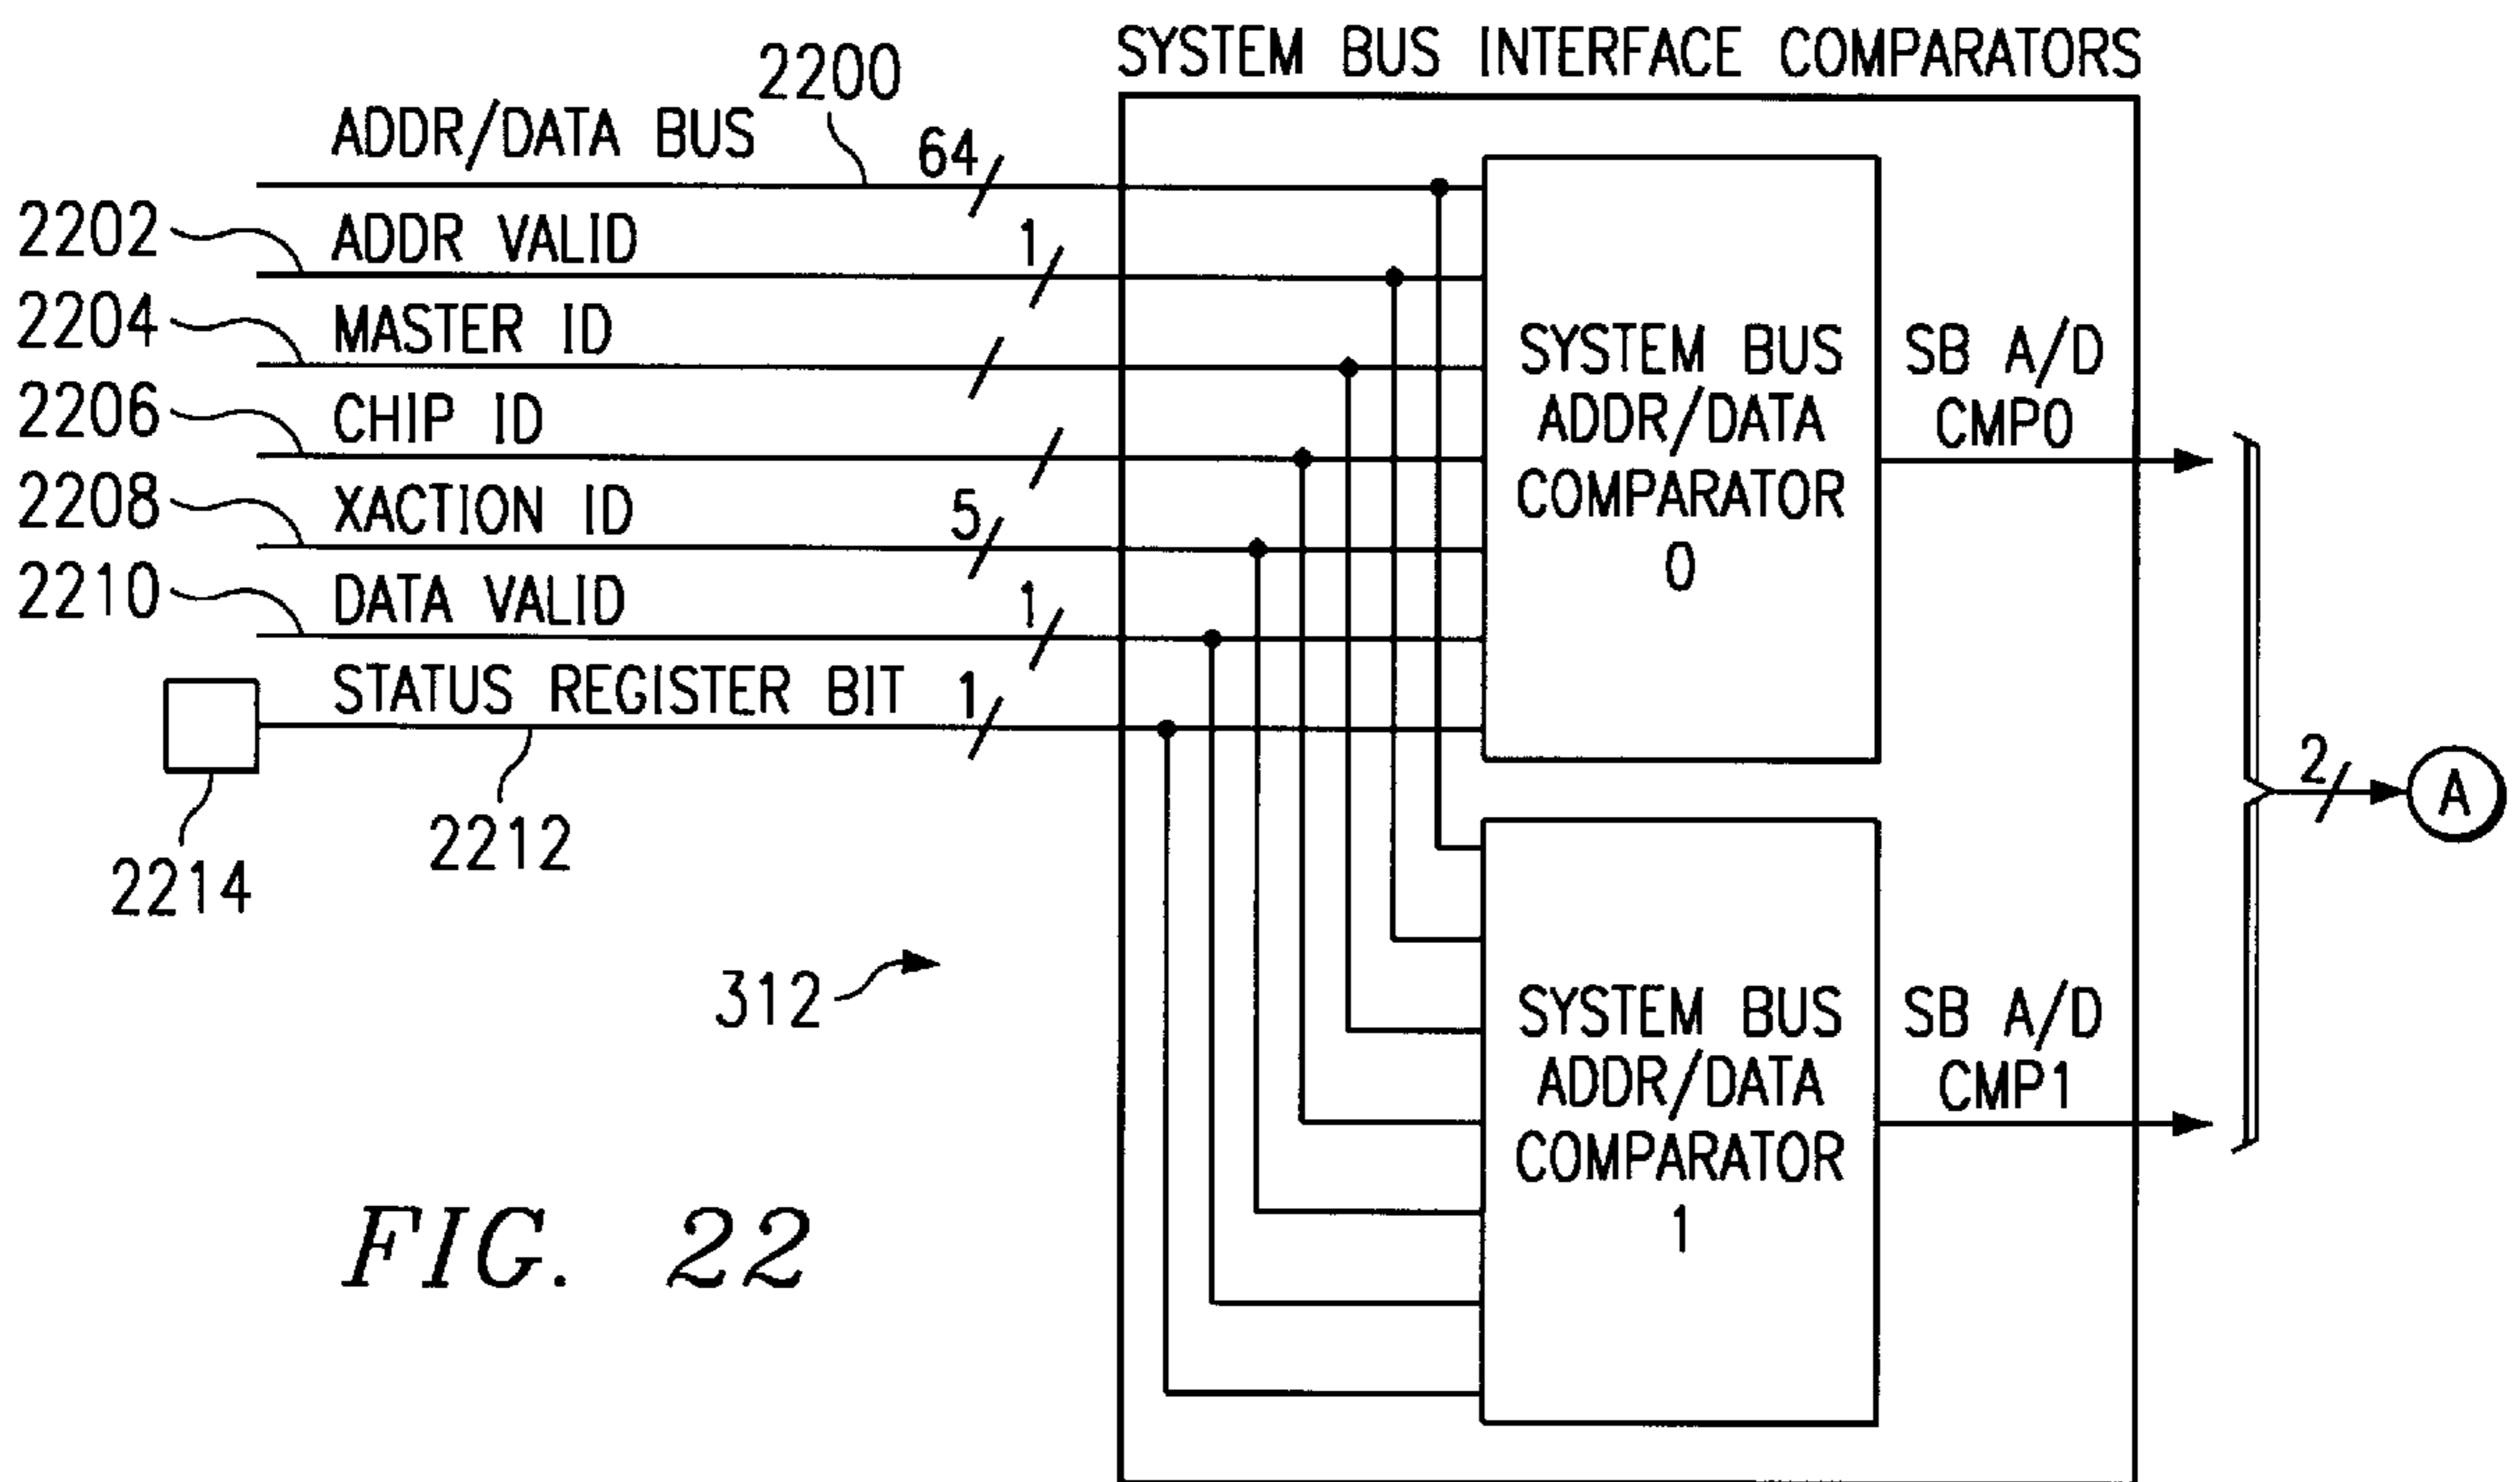 SYSTEM BUS INTERFACE COMPARATORS
2200
ADDR/DATA BUS
64
2202
ADDR VALID
1
2204
MASTER ID
2206
CHIP ID
2208
XACTION ID
5
2210
DATA VALID
1
STATUS REGISTER BIT
1
2214
2212
SYSTEM BUS
ADDR/DATA
COMPARATOR
0
SB A/D
CMP0
2
A
312
SYSTEM BUS
ADDR/DATA
COMPARATOR
1
SB A/D
CMP1
FIG. 22